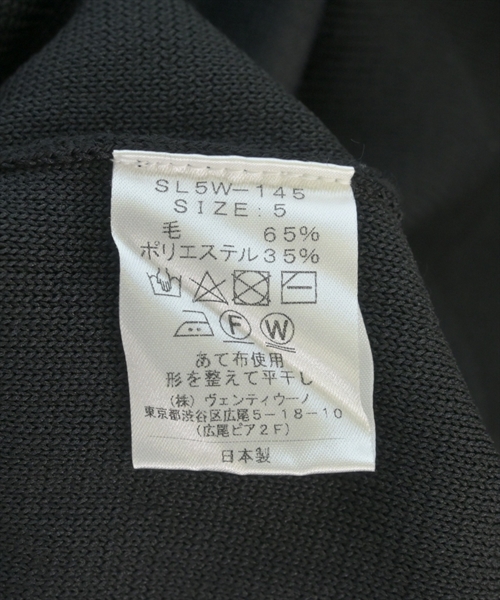 SL5W-145
SIZE:5
毛 65%
ポリエステル 35%
F W
あて布使用
形を整えて平干し
(株) ヴェンティウーノ
東京都渋谷区広尾5-18-10
(広尾ピア2F)
日本製